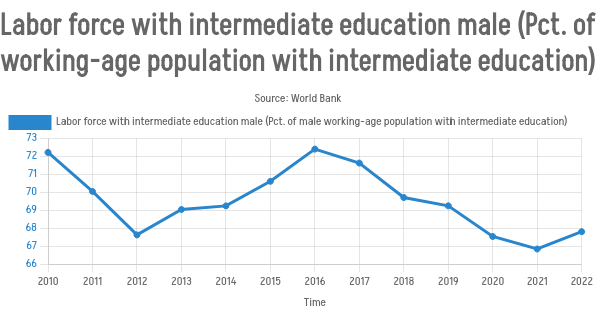 Labor force with intermediate education male (Pct. of
working-age population with intermediate education)
Source: World Bank
Labor force with intermediate education male (Pct. of male working-age population with intermediate education)
73
72
71
70
69
68
67
66
2010 2011 2012 2013 2014 2015 2016 2017 2018 2019 2020 2021 2022
Time